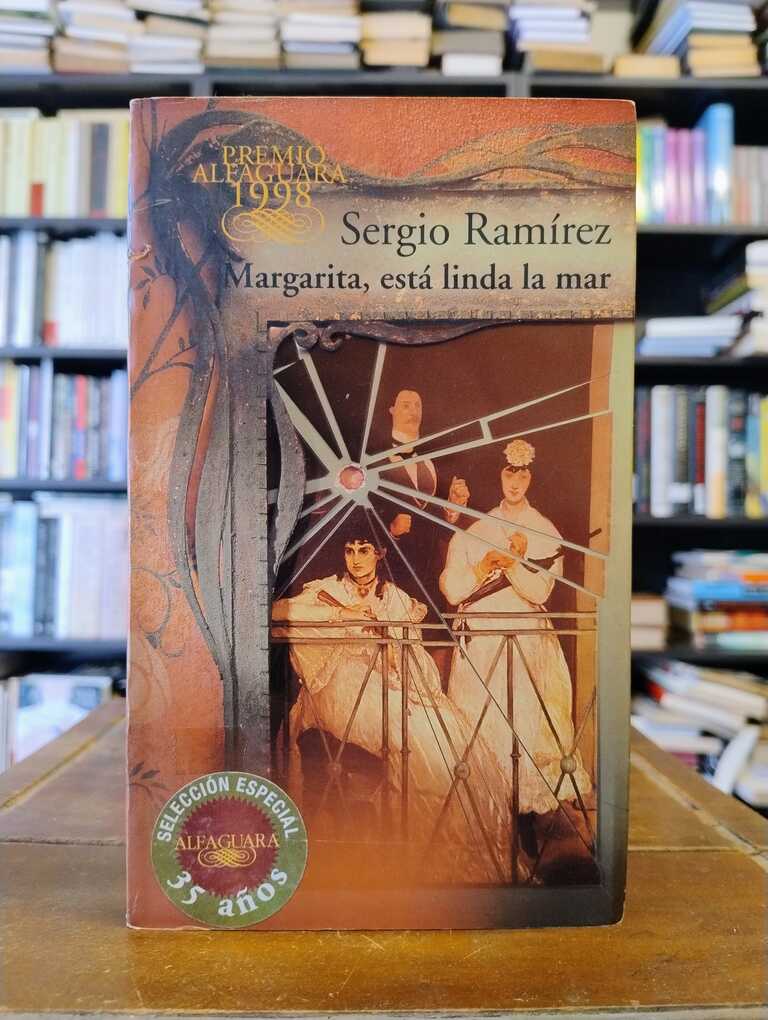 PREMIO
ALFAGUARA
1998
Sergio Ramírez
Margarita, está linda la mar
SELECCIÓN ESPECIAL
ALFAGUARA
35 años